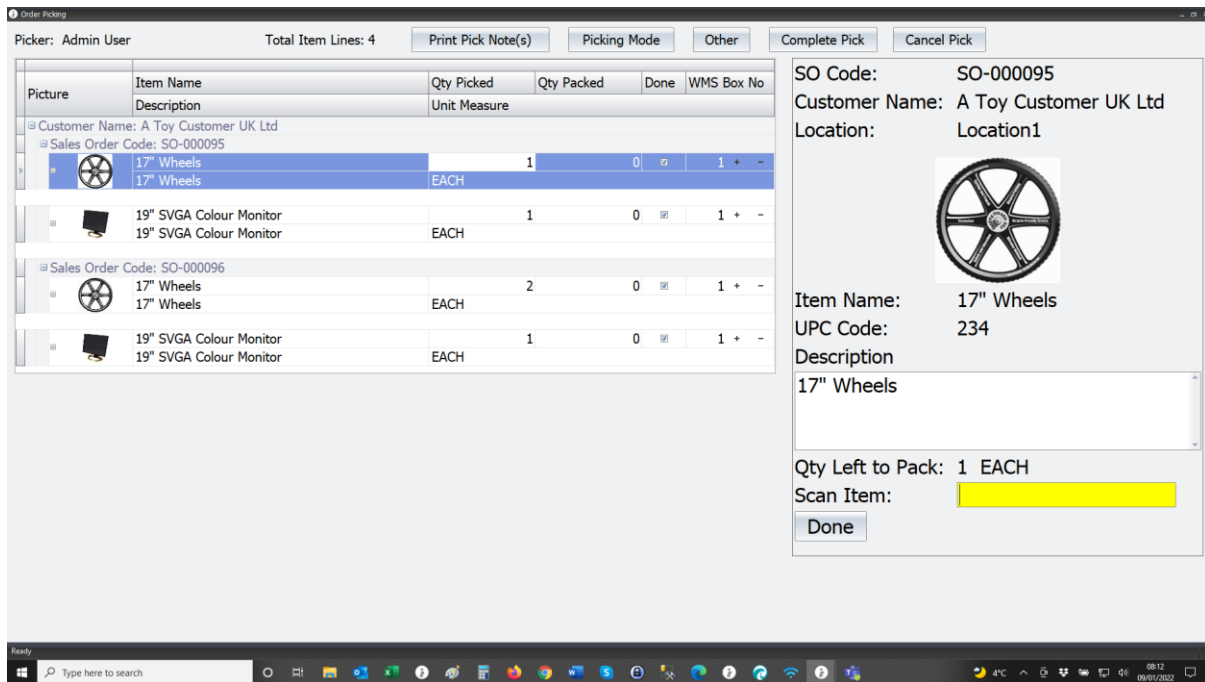 Order Picking
Picker: Admin User Total Item Lines: 4 Print Pick Note(s) Picking Mode Other Complete Pick Cancel Pick
Picture Item Name Qty Picked Qty Packed Done WMS Box No
Description Unit Measure
Customer Name: A Toy Customer UK Ltd
Sales Order Code: SO-000095
17" Wheels 1 0 1 + -
17" Wheels EACH
19" SVGA Colour Monitor 1 0 1 + -
19" SVGA Colour Monitor EACH
Sales Order Code: SO-000096
17" Wheels 2 0 1 + -
17" Wheels EACH
19" SVGA Colour Monitor 1 0 1 + -
19" SVGA Colour Monitor EACH
SO Code: SO-000095
Customer Name: A Toy Customer UK Ltd
Location: Location1
Item Name: 17" Wheels
UPC Code: 234
Description
17" Wheels
Qty Left to Pack: 1 EACH
Scan Item:
Done
Ready
Type here to search
4°C
08:12
09/01/2022